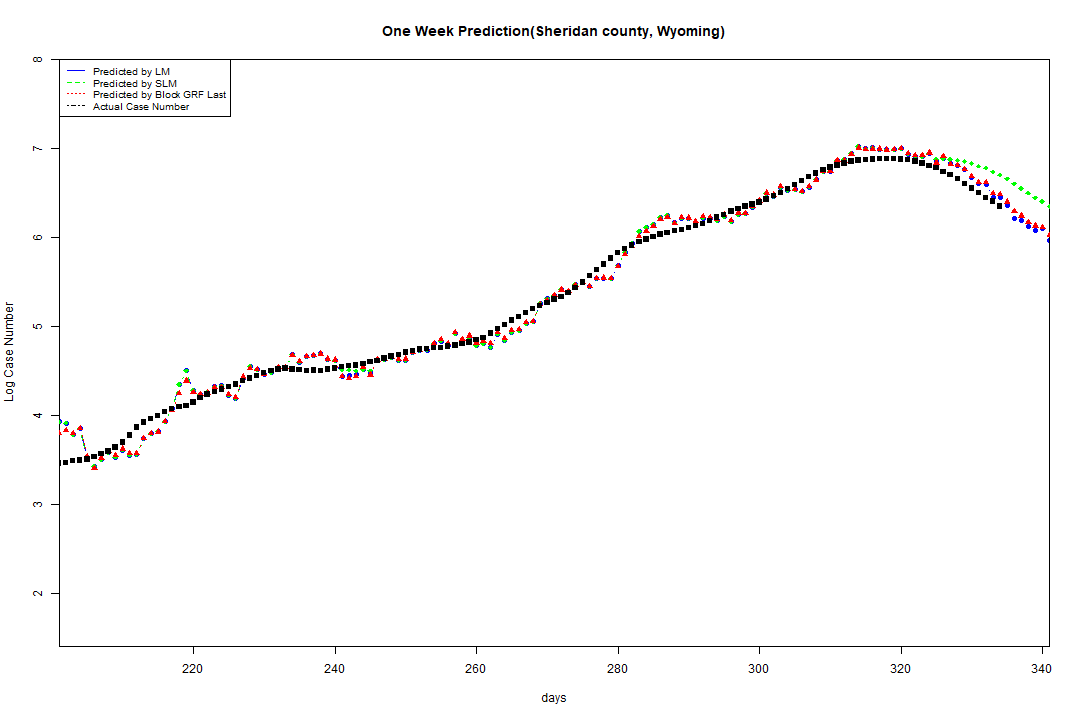 One Week Prediction(Sheridan county, Wyoming)
Predicted by LM
Predicted by SLM
Predicted by Block GRF Last
Actual Case Number
8
7
6
5
4
3
2
Log Case Number
220 240 260 280 300 320 340
days